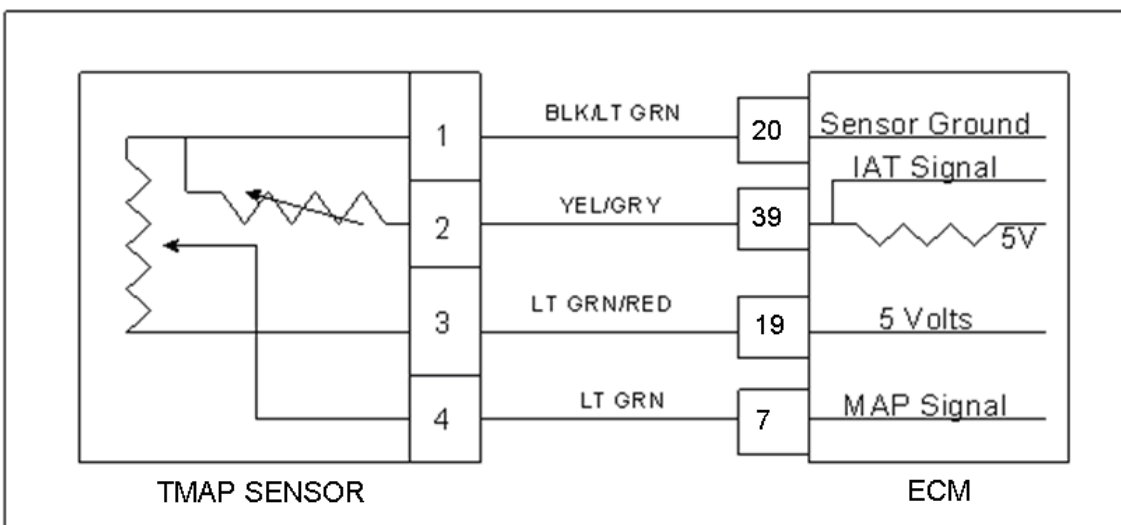 1
BLK/LT GRN
20
Sensor Ground
IAT Signal
2
YEL/GRY
39
5V
3
LT GRN/RED
19
5 Volts
4
LT GRN
7
MAP Signal
TMAP SENSOR
ECM